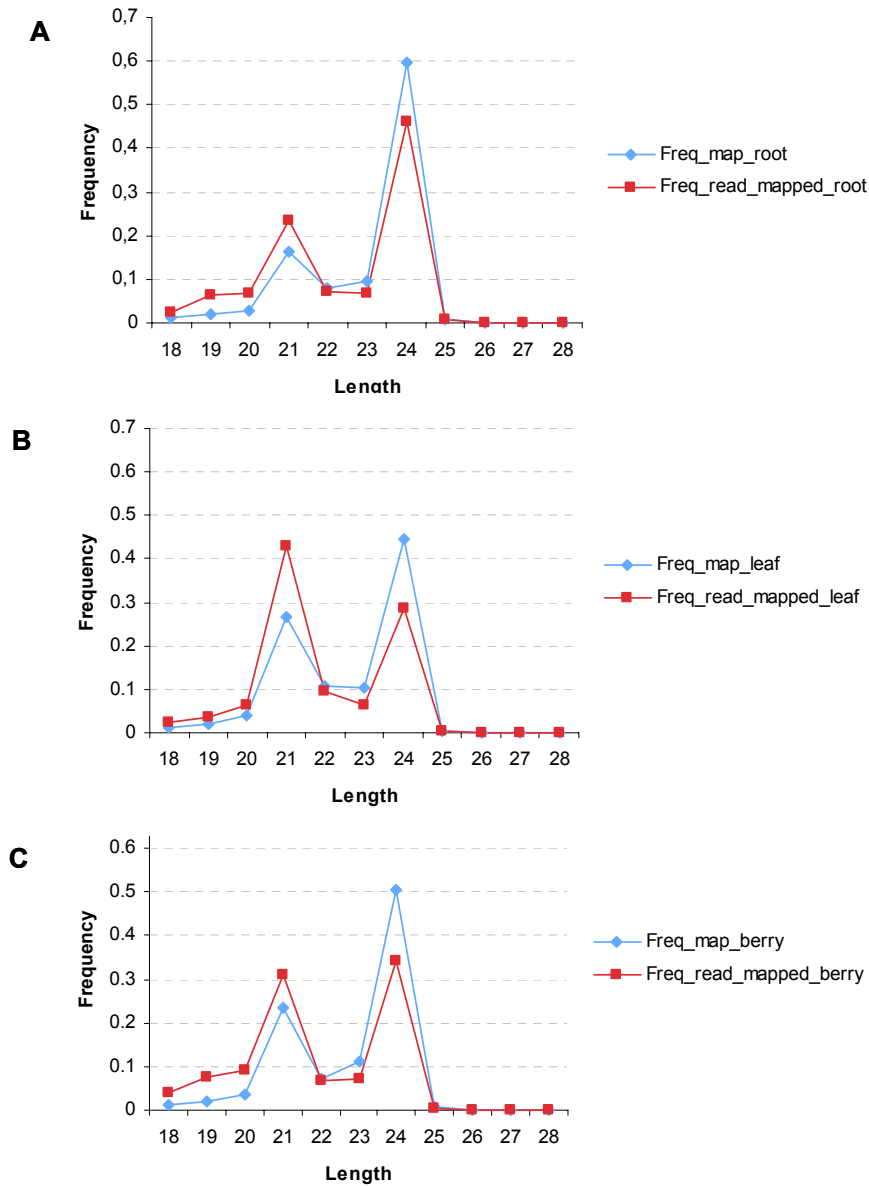 A
0,7
0,6
0,5
0,4
0,3
0,2
0,1
0
Frequency
18 19 20 21 22 23 24 25 26 27 28
Length
Freq_map_root
Freq_read_mapped_root
B
0.7
0.6
0.5
0.4
0.3
0.2
0.1
0
Frequency
18 19 20 21 22 23 24 25 26 27 28
Length
Freq_map_leaf
Freq_read_mapped_leaf
C
0.6
0.5
0.4
0.3
0.2
0.1
0
Frequency
18 19 20 21 22 23 24 25 26 27 28
Length
Freq_map_berry
Freq_read_mapped_berry